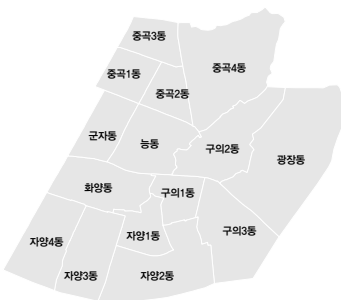 중곡3동
중곡4동
중곡1동
중곡2동
군자동
능동
구의2동
광장동
화양동
구의1동
구의3동
자양4동
자양1동
자양3동
자양2동